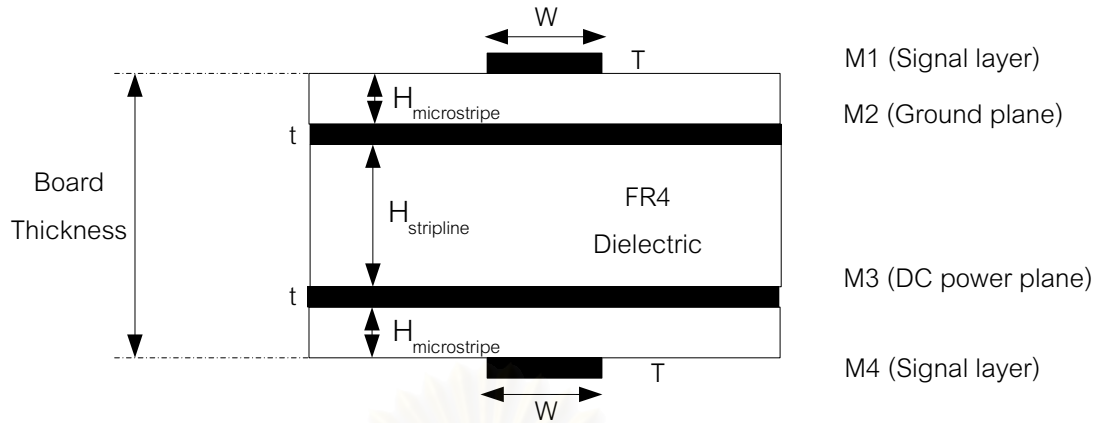 W
T
M1 (Signal layer)
H microstripe
M2 (Ground plane)
t
Board
Thickness
H stripline
FR4
Dielectric
M3 (DC power plane)
t
H microstripe
T
M4 (Signal layer)
W